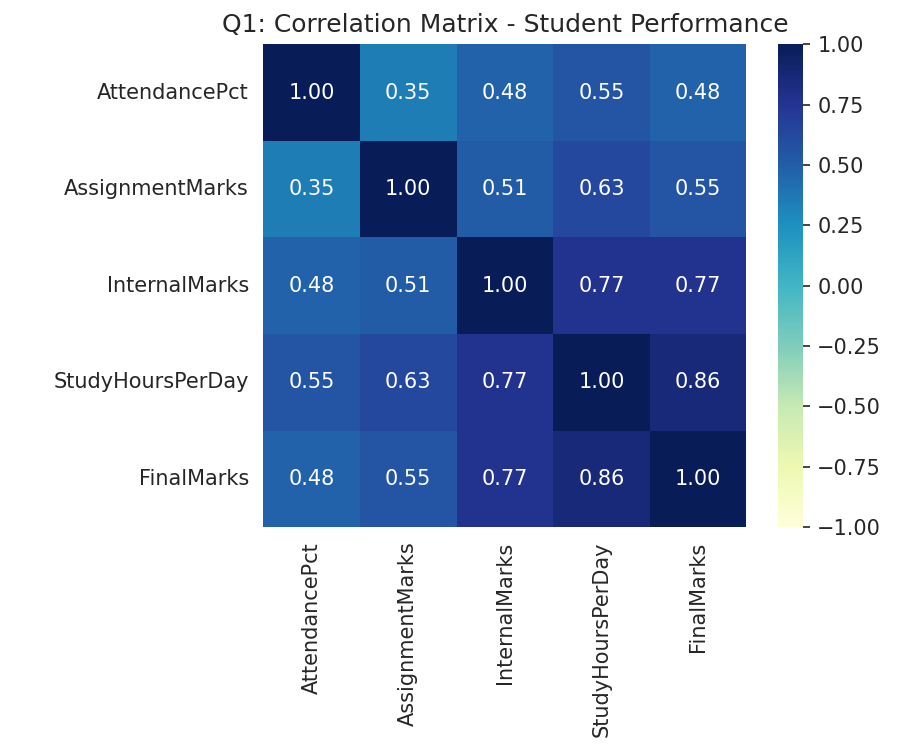 Q1: Correlation Matrix - Student Performance
AttendancePct 1.00 0.35 0.48 0.55 0.48
AssignmentMarks 0.35 1.00 0.51 0.63 0.55
InternalMarks 0.48 0.51 1.00 0.77 0.77
StudyHoursPerDay 0.55 0.63 0.77 1.00 0.86
FinalMarks 0.48 0.55 0.77 0.86 1.00
AttendancePct
AssignmentMarks
InternalMarks
StudyHoursPerDay
FinalMarks
1.00
0.75
0.50
0.25
0.00
−0.25
−0.50
−0.75
−1.00